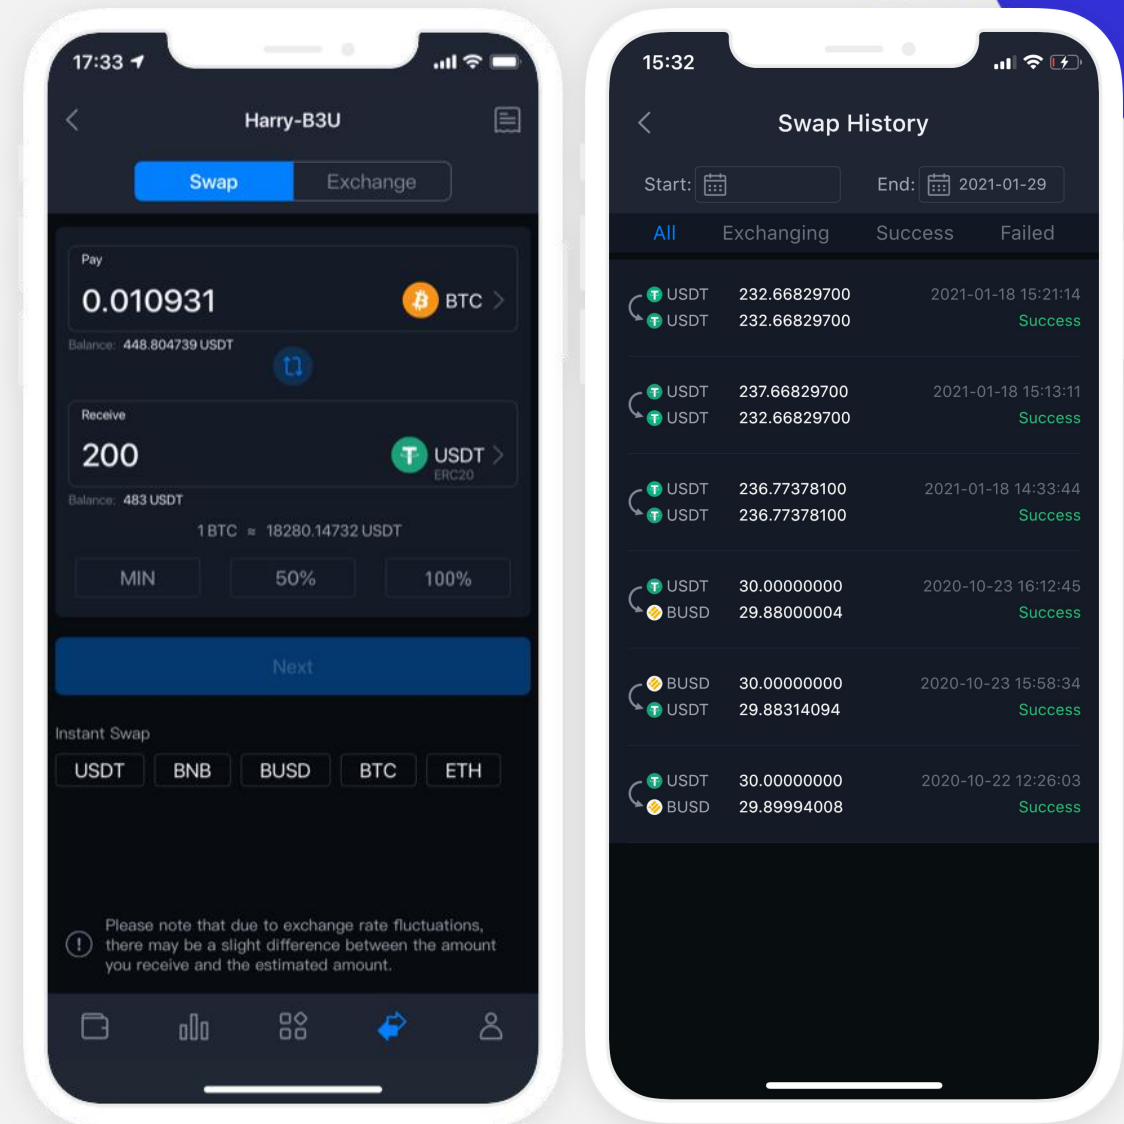 17:33
Harry-B3U
Swap Exchange
Pay
0.010931 BTC
Balance: 448.804739 USDT
Receive
200 USDT
ERC20
Balance: 483 USDT
1 BTC ≈ 18280.14732 USDT
MIN 50% 100%
Next
Instant Swap
USDT BNB BUSD BTC ETH
Please note that due to exchange rate fluctuations,
there may be a slight difference between the amount
you receive and the estimated amount.
15:32
Swap History
Start: End: 2021-01-29
All Exchanging Success Failed
USDT 232.66829700 2021-01-18 15:21:14
USDT 232.66829700 Success
USDT 237.66829700 2021-01-18 15:13:11
USDT 232.66829700 Success
USDT 236.77378100 2021-01-18 14:33:44
USDT 236.77378100 Success
USDT 30.00000000 2020-10-23 16:12:45
BUSD 29.88000004 Success
BUSD 30.00000000 2020-10-23 15:58:34
USDT 29.88314094 Success
USDT 30.00000000 2020-10-22 12:26:03
BUSD 29.89994008 Success